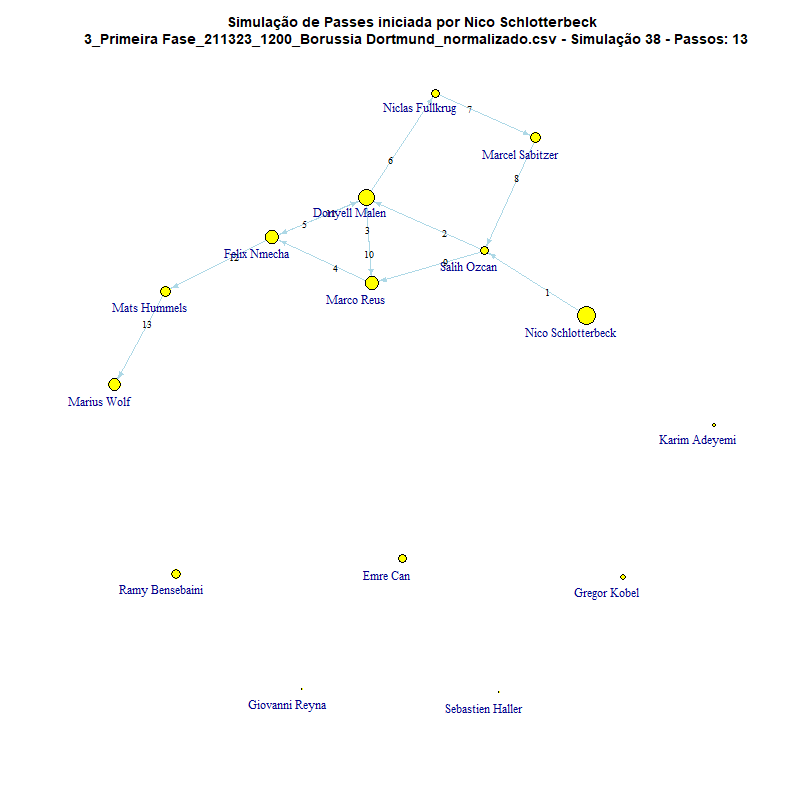 Simulação de Passes iniciada por Nico Schlotterbeck
3_Primeira Fase_211323_1200_Borussia Dortmund_normalizado.csv - Simulação 38 - Passos: 13
Niclas Fullkrug
7
Marcel Sabitzer
6
8
Donyell Malen
5
3
2
Felix Nmecha
12
10
9
4
Salih Ozcan
Marco Reus
1
Mats Hummels
13
Nico Schlotterbeck
Marius Wolf
Karim Adeyemi
Emre Can
Ramy Bensebaini
Gregor Kobel
Giovanni Reyna
Sebastien Haller